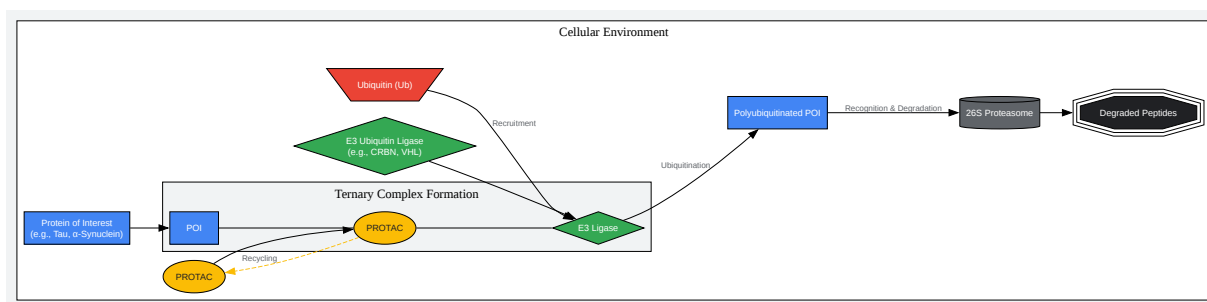 Cellular Environment
Ubiquitin (Ub)
Recruitment
E3 Ubiquitin Ligase
(e.g., CRBN, VHL)
Ternary Complex Formation
Protein of Interest
(e.g., Tau, α-Synuclein)
POI
PROTAC
E3 Ligase
PROTAC
Recycling
Ubiquitination
Polyubiquitinated POI
Recognition & Degradation
26S Proteasome
Degraded Peptides